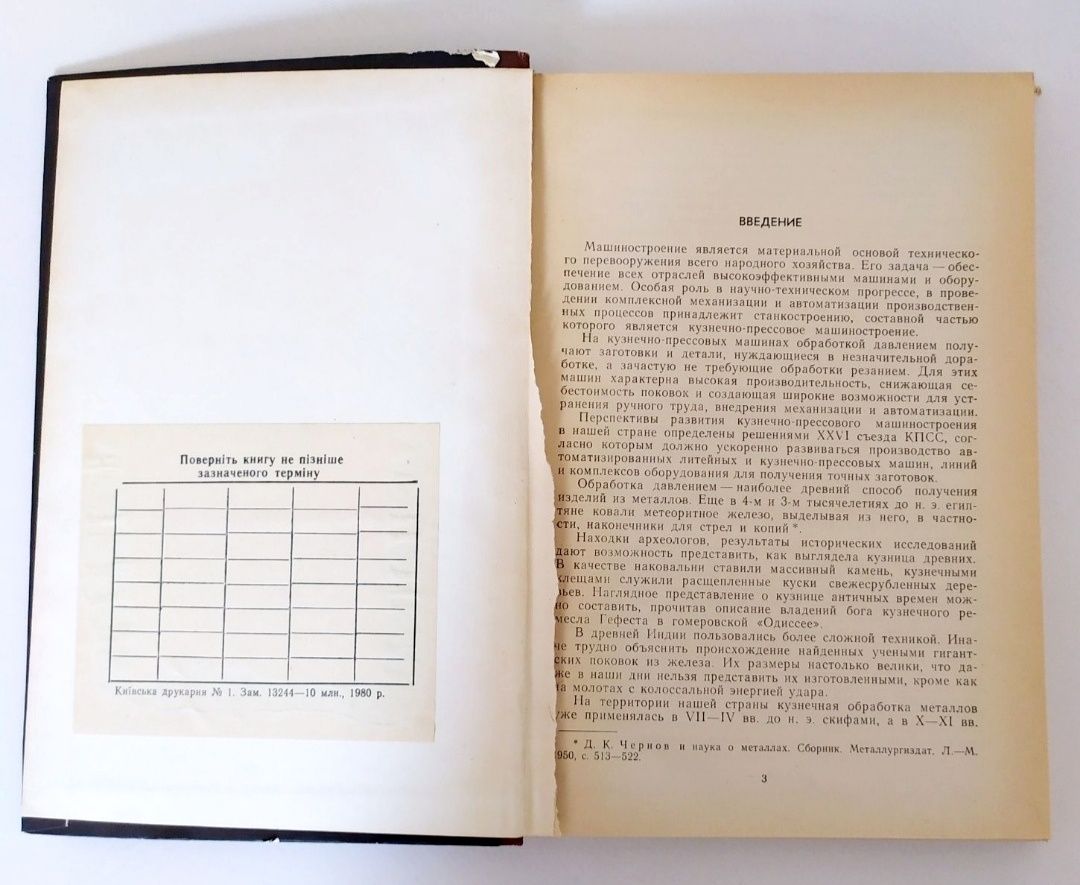 Поверніть книгу не пізніше
зазначеного терміну
Київська друкарня № 1. Зам. 13244—10 млн., 1980 р.
ВВЕДЕНИЕ
Машиностроение является материальной основой техническо-
го перевооружения всего народного хозяйства. Его задача — обес-
печение всех отраслей высокоэффективными машинами и обору-
дованием. Особая роль в научно-техническом прогрессе, в прове-
дении комплексной механизации и автоматизации производствен-
ных процессов принадлежит станкостроению, составной частью
которого является кузнечно-прессовое машиностроение.
На кузнечно-прессовых машинах обработкой давлением полу-
чают заготовки и детали, нуждающиеся в незначительной дора-
ботке, а зачастую не требующие обработки резанием. Для этих
машин характерна высокая производительность, снижающая се-
бестоимость поковок и создающая широкие возможности для уст-
ранения ручного труда, внедрения механизации и автоматизации.
Перспективы развития кузнечно-прессового машиностроения
в нашей стране определены решениями XXVI съезда КПСС, сог-
ласно которым должно ускоренно развиваться производство ав-
томатизированных литейных и кузнечно-прессовых машин, линий
и комплексов оборудования для получения точных заготовок.
Обработка давлением — наиболее древний способ получения
изделий из металлов. Еще в 4-м и 3-м тысячелетиях до н. э. егип-
тяне ковали метеоритное железо, выделывая из него, в частно-
сти, наконечники для стрел и копий *
Находки археологов, результаты исторических исследований
дают возможность представить, как выглядела кузница древних.
В качестве наковальни ставили массивный камень, кузнечными
клещами служили расщепленные куски свежесрубленных дере-
вьев. Наглядное представление о кузнице античных времен мож-
но составить, прочитав описание владений бога кузнечного ре-
месла Гефеста в гомеровской «Одиссее».
В древней Индии пользовались более сложной техникой. Ина-
че трудно объяснить происхождение найденных учеными гигант-
ских поковок из железа. Их размеры настолько велики, что да-
же в наши дни нельзя представить их изготовленными, кроме как
на молотах с колоссальной энергией удара.
На территории нашей страны кузнечная обработка металлов
уже применялась в VII—IV вв. до н. э. скифами, а в X—XI вв.
* Д. К. Чернов и наука о металлах. Сборник. Металлургиздат. Л.—М.
1950, с. 513—522.
3